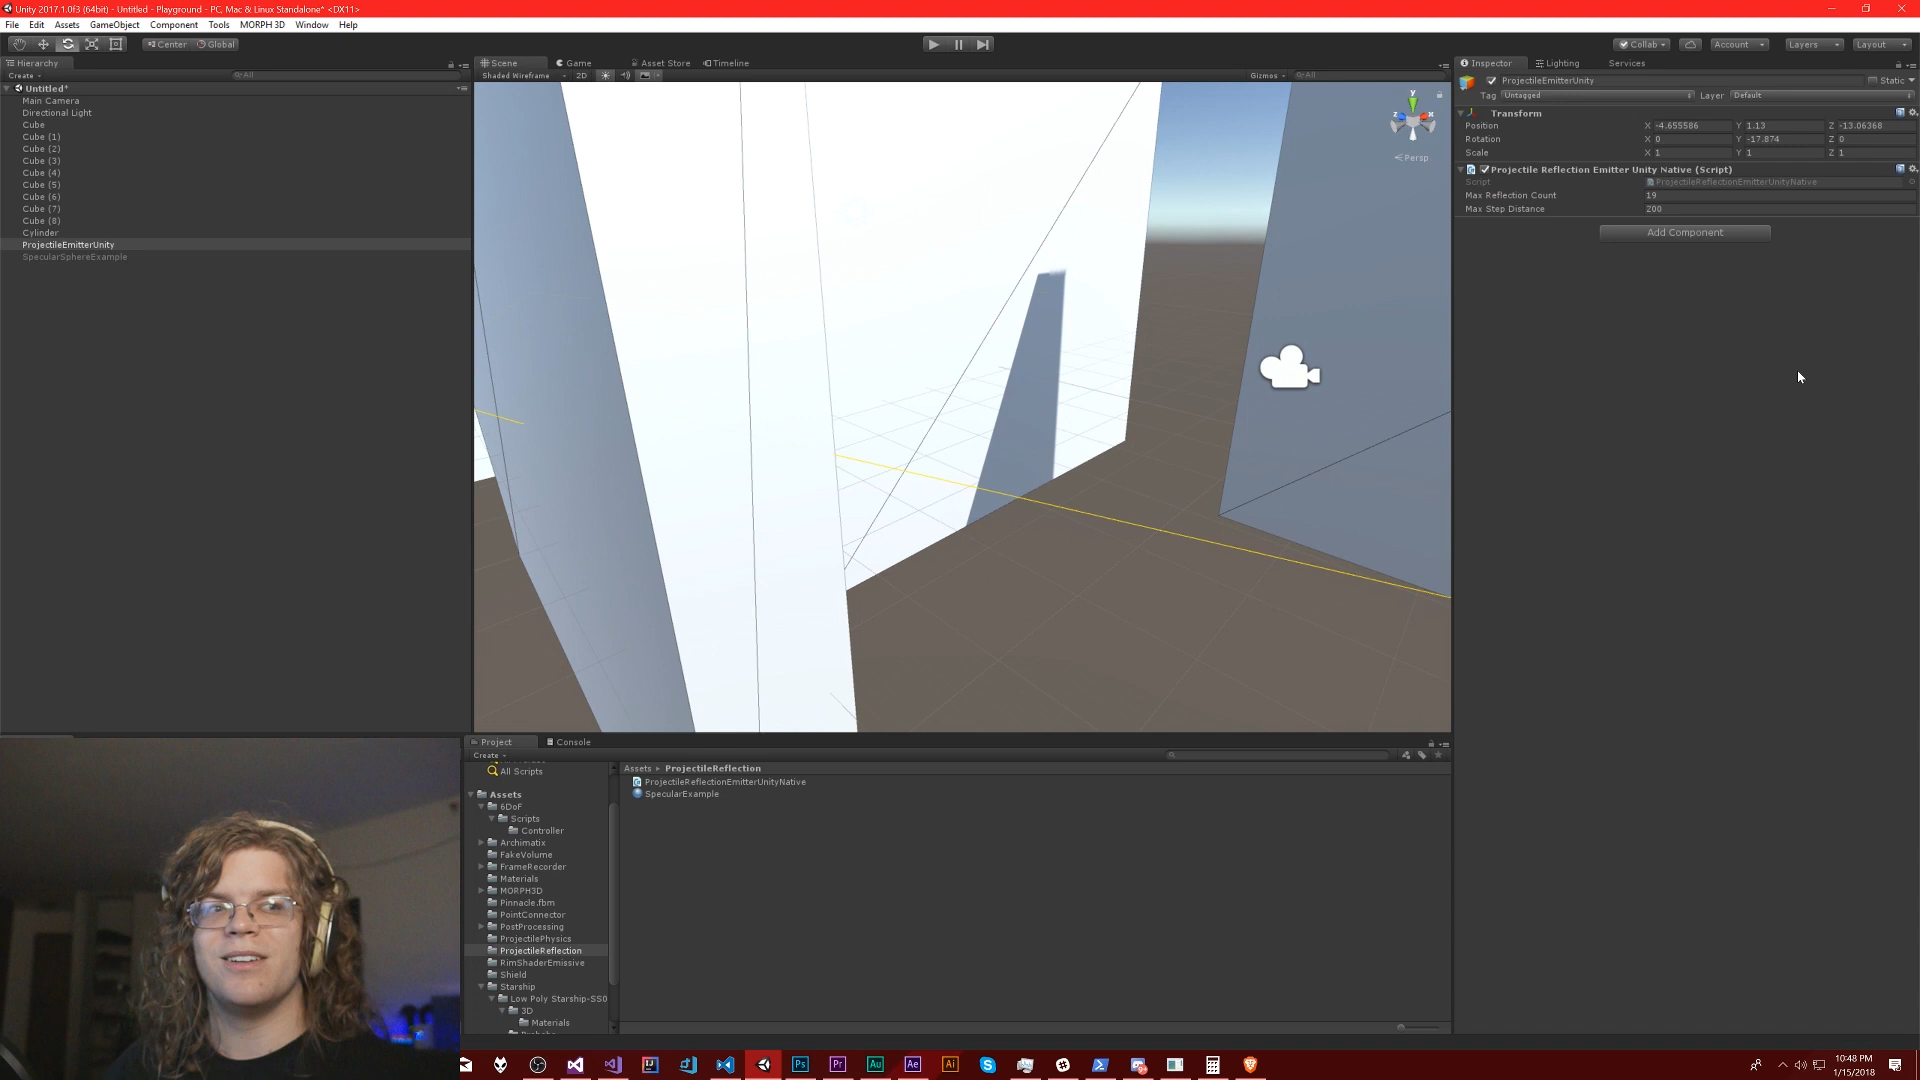 Unity 2017.1.0f3 (64bit) - Untitled - Playground - PC, Mac & Linux Standalone* <DX11>
File Edit Assets GameObject Component Tools MORPH 3D Window Help
Center Global
Collab Account Layers Layout
Hierarchy
Create All
Untitled*
Main Camera
Directional Light
Cube
Cube (1)
Cube (2)
Cube (3)
Cube (4)
Cube (5)
Cube (6)
Cube (7)
Cube (8)
Cylinder
ProjectileEmitterUnity
SpecularSphereExample
Scene Game Asset Store Timeline
Shaded Wireframe 2D Gizmos All
y
z x
Persp
Inspector Lighting Services
ProjectileEmitterUnity Static
Tag Untagged Layer Default
Transform
Position X -4.655586 Y 1.13 Z -13.06368
Rotation X 0 Y -17.874 Z 0
Scale X 1 Y 1 Z 1
Projectile Reflection Emitter Unity Native (Script)
Script ProjectileReflectionEmitterUnityNative
Max Reflection Count 19
Max Step Distance 200
Add Component
Project Console
Create
All Scripts
Assets
6DoF
Scripts
Controller
Archimatix
FakeVolume
FrameRecorder
Materials
MORPH3D
Pinnacle.fbm
PointConnector
PostProcessing
ProjectilePhysics
ProjectileReflection
RimShaderEmissive
Shield
Starship
Low Poly Starship-SS0
3D
Materials
Assets ▸ ProjectileReflection
ProjectileReflectionEmitterUnityNative
SpecularExample
IJ Ps Pr Au Ae Ai
10:48 PM
1/15/2018